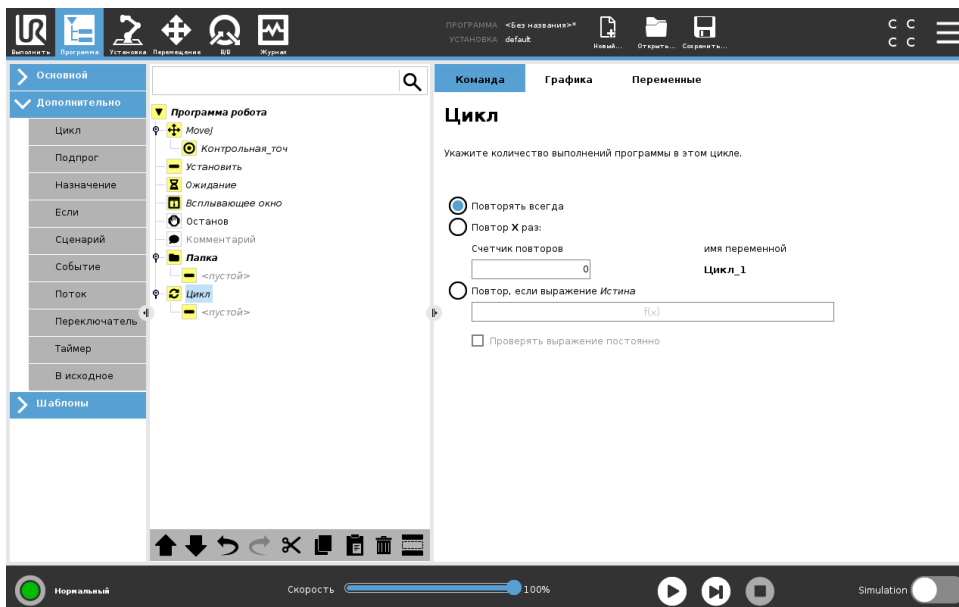 ПРОГРАММА <Без названия>*
УСТАНОВКА default
Выполнить Программа Установка Перемещение В/В Журнал
Новый... Открыть... Сохранить...
C C
C C
Основной
Дополнительно
Цикл
Подпрог
Назначение
Если
Сценарий
Событие
Поток
Переключатель
Таймер
В исходное
Шаблоны
Программа робота
MoveJ
Контрольная_точ
Установить
Ожидание
Всплывающее окно
Останов
Комментарий
Папка
<пустой>
Цикл
<пустой>
Команда Графика Переменные
Цикл
Укажите количество выполнений программы в этом цикле.
Повторять всегда
Повтор X раз:
Счетчик повторов имя переменной
0 Цикл_1
Повтор, если выражение Истина
f(x)
Проверять выражение постоянно
Нормальный
Скорость 100%
Simulation